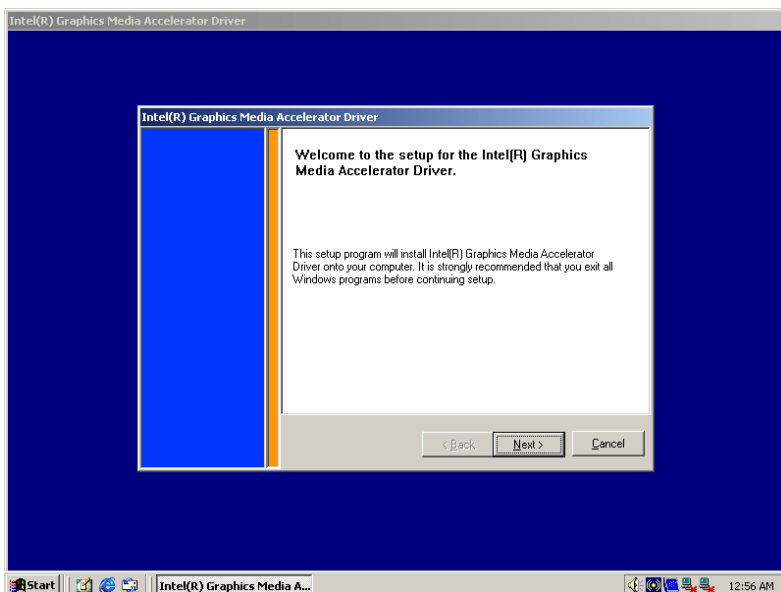 Intel(R) Graphics Media Accelerator Driver
Intel(R) Graphics Media Accelerator Driver
Welcome to the setup for the Intel(R) Graphics
Media Accelerator Driver.
This setup program will install Intel(R) Graphics Media Accelerator
Driver onto your computer. It is strongly recommended that you exit all
Windows programs before continuing setup.
< Back
Next >
Cancel
Start
Intel(R) Graphics Media A...
12:56 AM